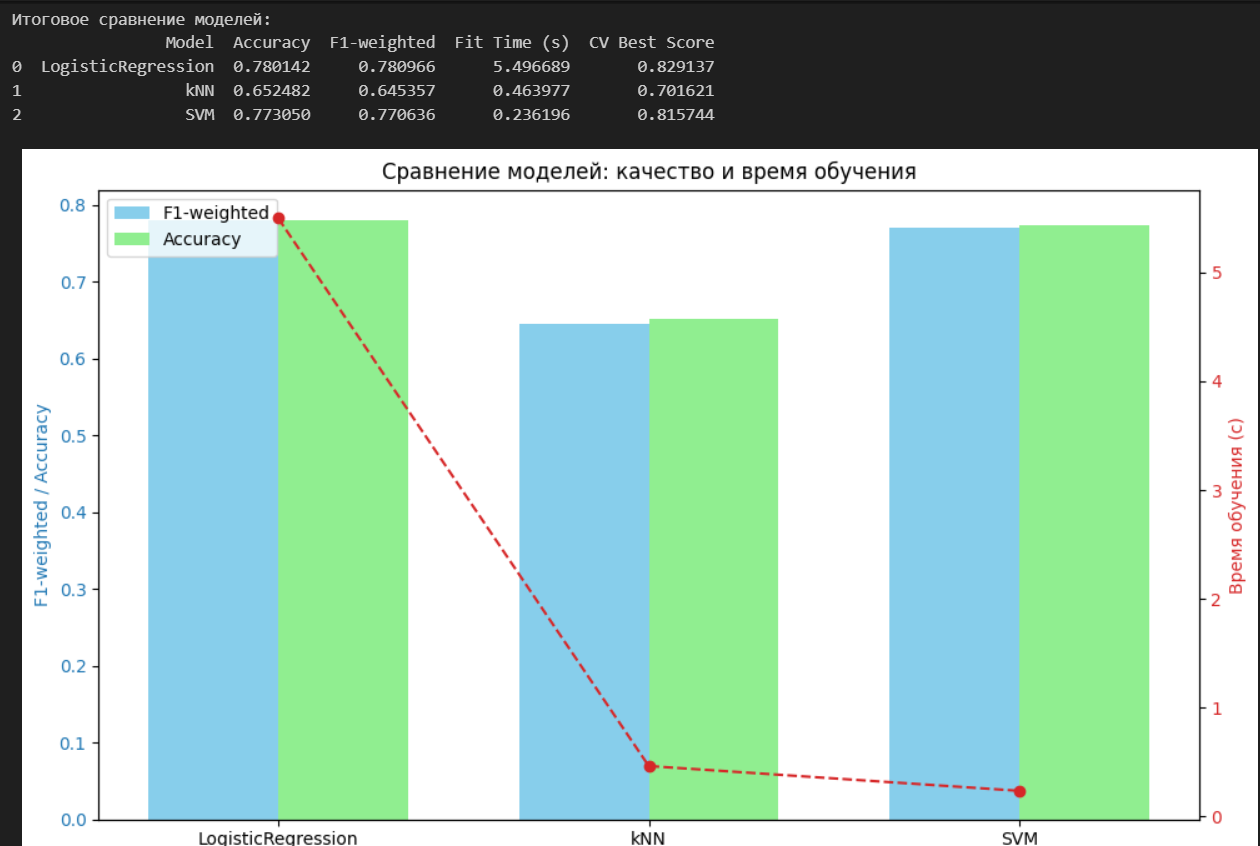 Итоговое сравнение моделей:
Model Accuracy F1-weighted Fit Time (s) CV Best Score
0 LogisticRegression 0.780142 0.780966 5.496689 0.829137
1 kNN 0.652482 0.645357 0.463977 0.701621
2 SVM 0.773050 0.770636 0.236196 0.815744
Сравнение моделей: качество и время обучения
F1-weighted
Accuracy
F1-weighted / Accuracy
0.8
0.7
0.6
0.5
0.4
0.3
0.2
0.1
0.0
5
4
3
2
1
0
Время обучения (с)
LogisticRegression kNN SVM